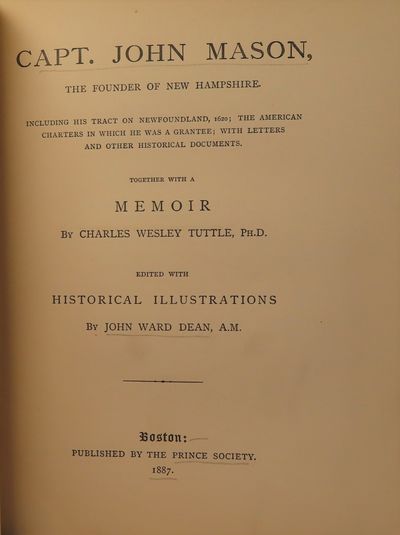 CAPT. JOHN MASON,
THE FOUNDER OF NEW HAMPSHIRE.
INCLUDING HIS TRACT ON NEWFOUNDLAND, 1620; THE AMERICAN
CHARTERS IN WHICH HE WAS A GRANTEE; WITH LETTERS
AND OTHER HISTORICAL DOCUMENTS.
TOGETHER WITH A
MEMOIR
BY CHARLES WESLEY TUTTLE, PH.D.
EDITED WITH
HISTORICAL ILLUSTRATIONS
BY JOHN WARD DEAN, A.M.
Boston:
PUBLISHED BY THE PRINCE SOCIETY.
1887.